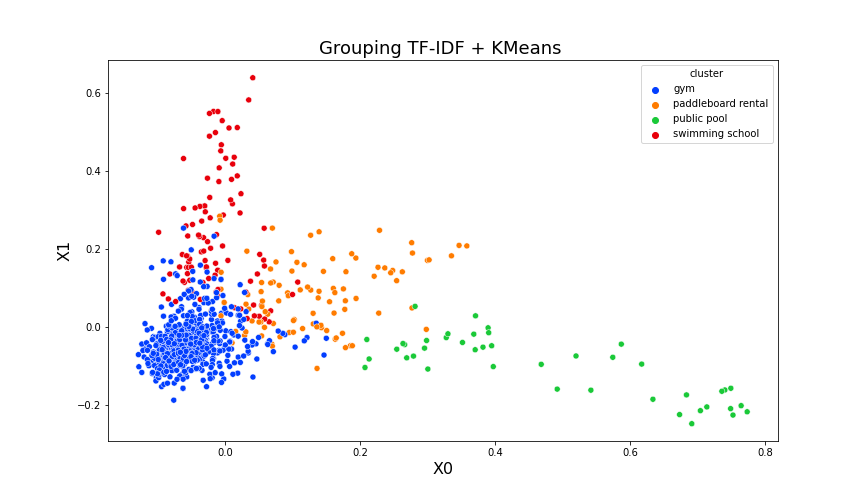 Grouping TF-IDF + KMeans
cluster
gym
paddleboard rental
public pool
swimming school
X1
0.6
0.4
0.2
0.0
−0.2
0.0 0.2 0.4 0.6 0.8
X0